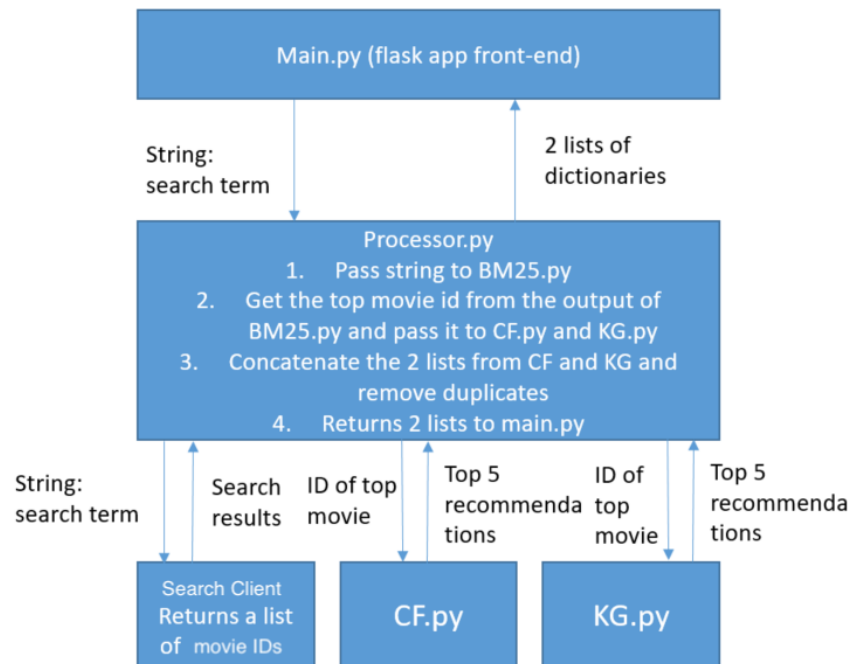 Main.py (flask app front-end)
String:
search term
2 lists of
dictionaries
Processor.py
1. Pass string to BM25.py
2. Get the top movie id from the output of
BM25.py and pass it to CF.py and KG.py
3. Concatenate the 2 lists from CF and KG and
remove duplicates
4. Returns 2 lists to main.py
String:
search term
Search
results
ID of top
movie
Top 5
recommenda
tions
ID of
top
movie
Top 5
recommenda
tions
Search Client
Returns a list
of movie IDs
CF.py
KG.py